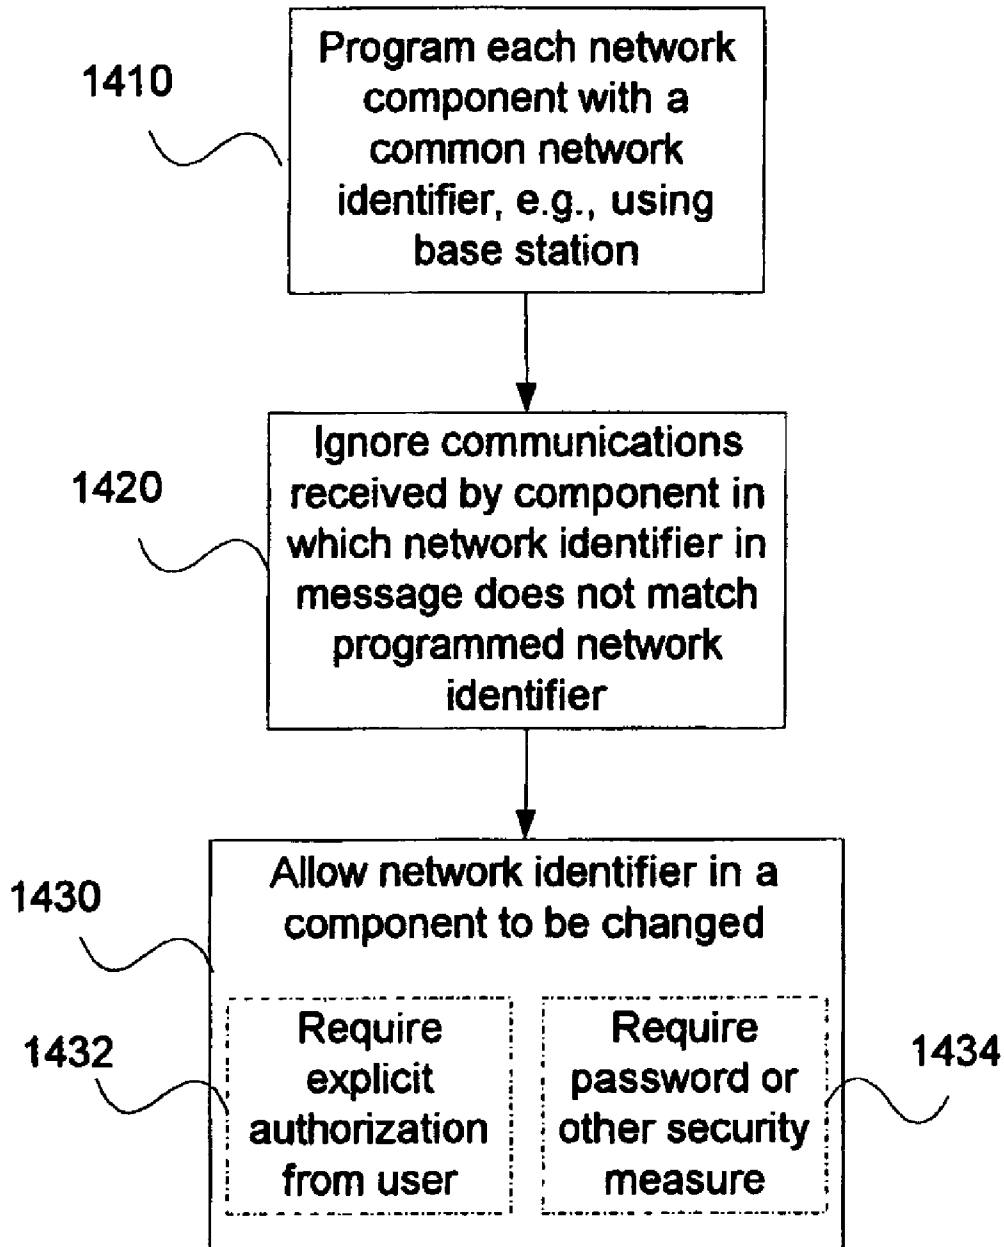 1410
Program each network
component with a
common network
identifier, e.g., using
base station
1420
Ignore communications
received by component in
which network identifier in
message does not match
programmed network
identifier
1430
Allow network identifier in a
component to be changed
1432
Require
explicit
authorization
from user
Require
password or
other security
measure
1434